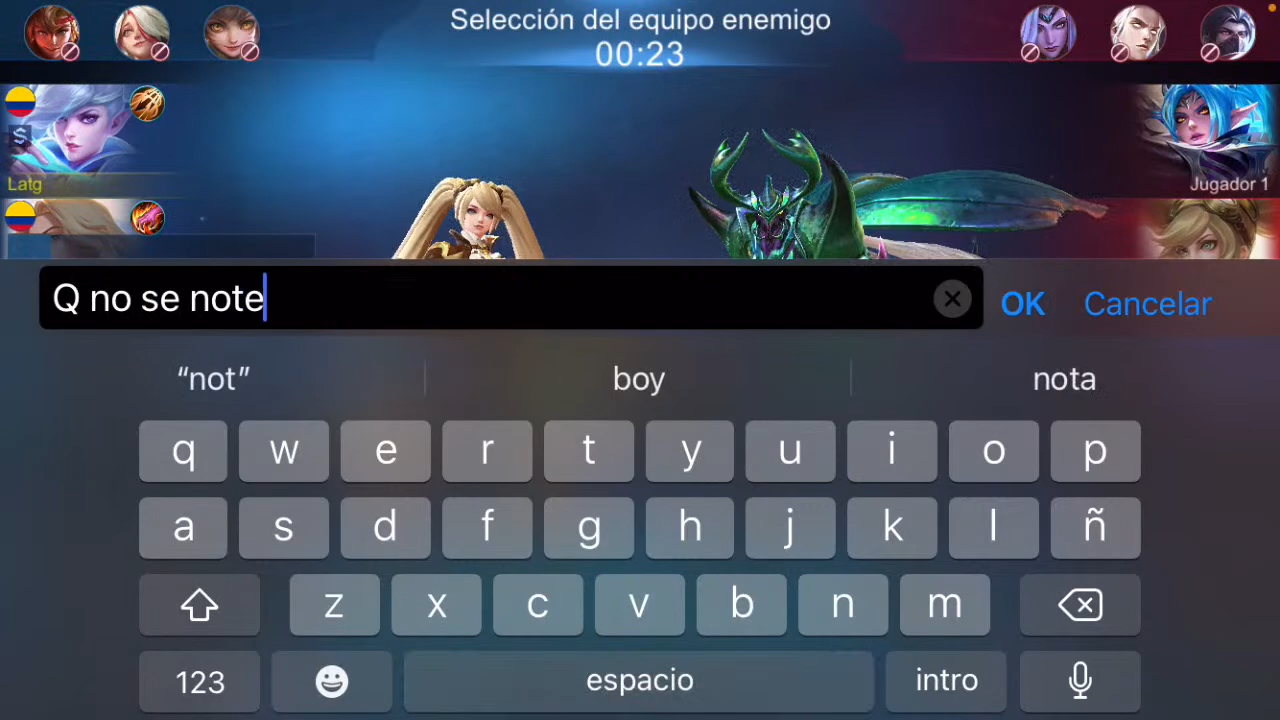 Selección del equipo enemigo
00:23
$
Latg
Jugador 1
Q no se note
OK
Cancelar
“not”
boy
nota
q w e r t y u i o p
a s d f g h j k l ñ
z x c v b n m
123
espacio
intro